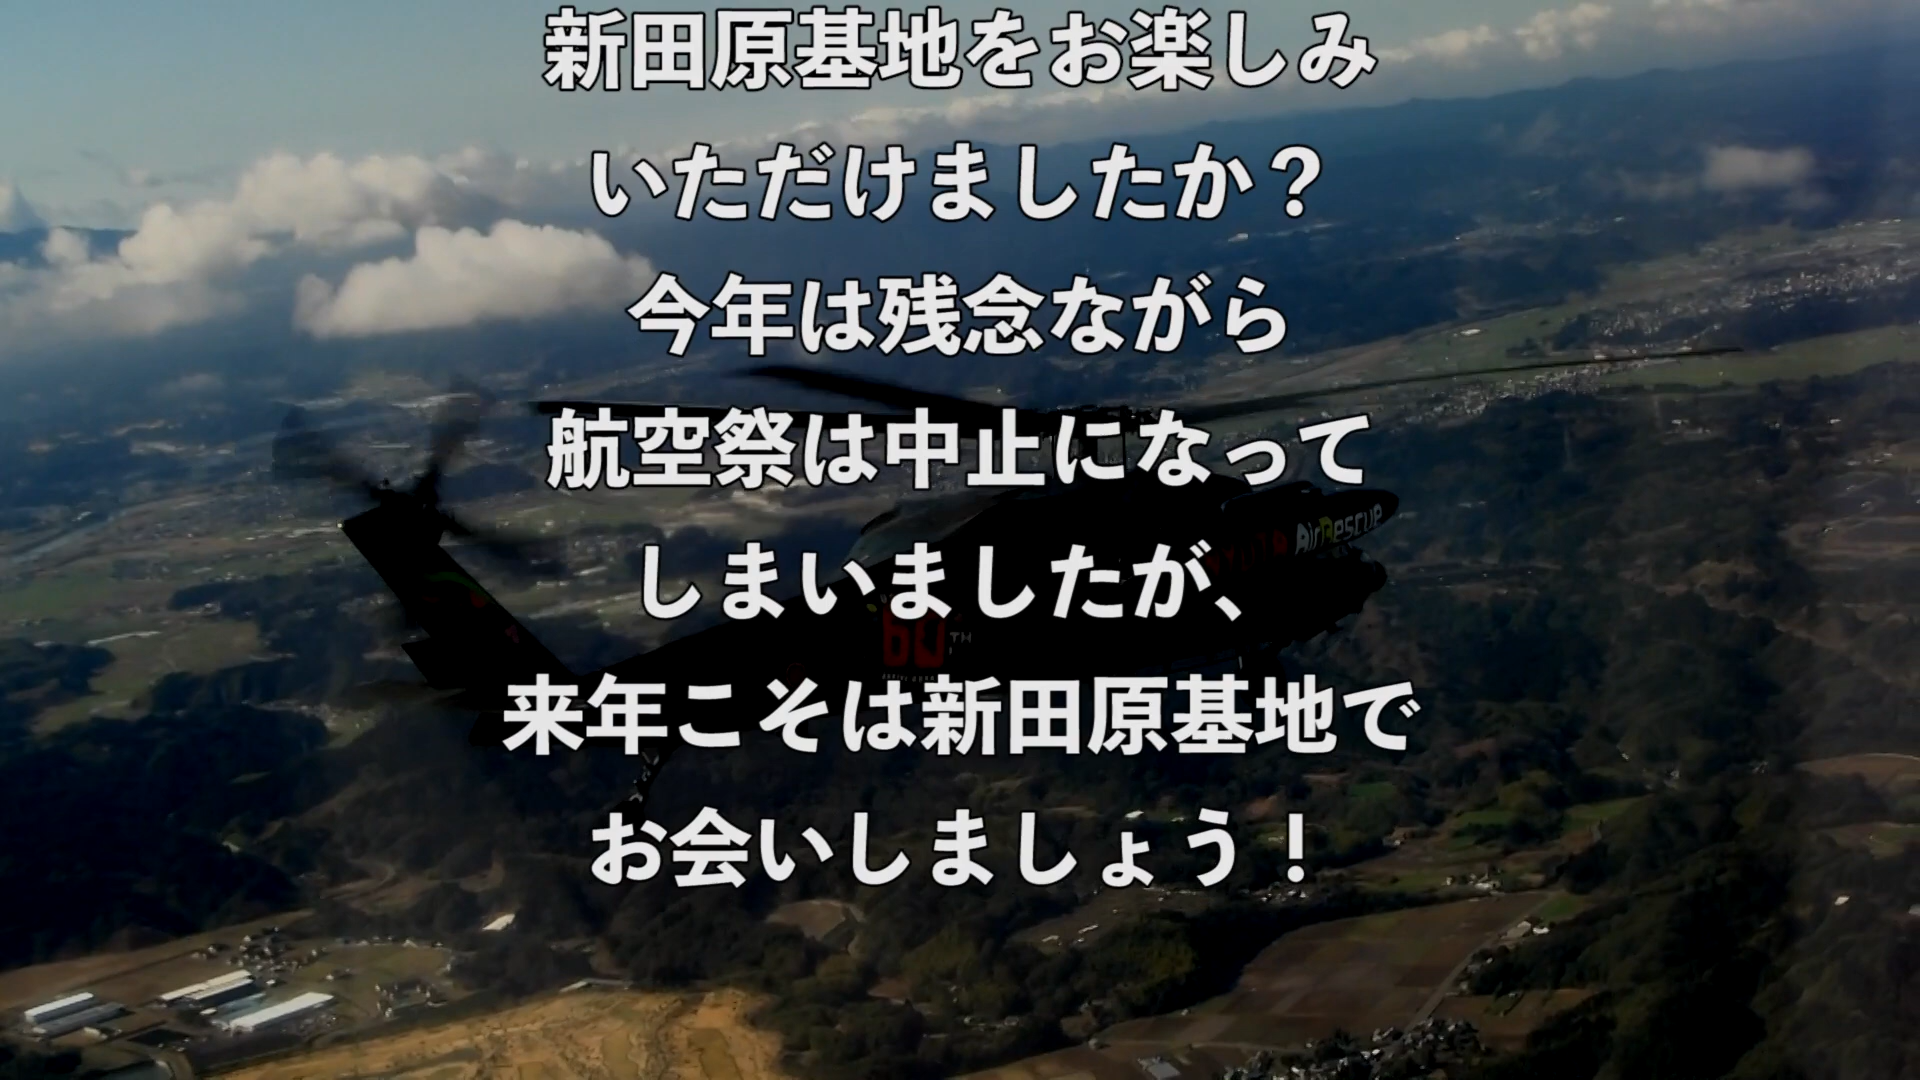 新田原基地をお楽しみ
いただけましたか？
今年は残念ながら
航空祭は中止になって
しまいましたが、
来年こそは新田原基地で
お会いしましょう！
AirRescue
60TH